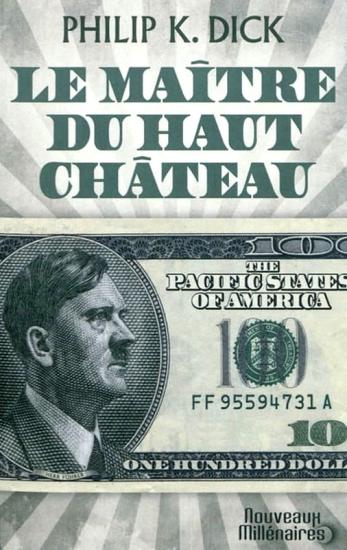 PHILIP K. DICK
LE MAÎTRE
DU HAUT
CHÂTEAU
100
THE
PACIFIC STATES
OF AMERICA
100
FF 95594731 A
10
ONE HUNDRED DOLL
Nouveaux
Millénaires